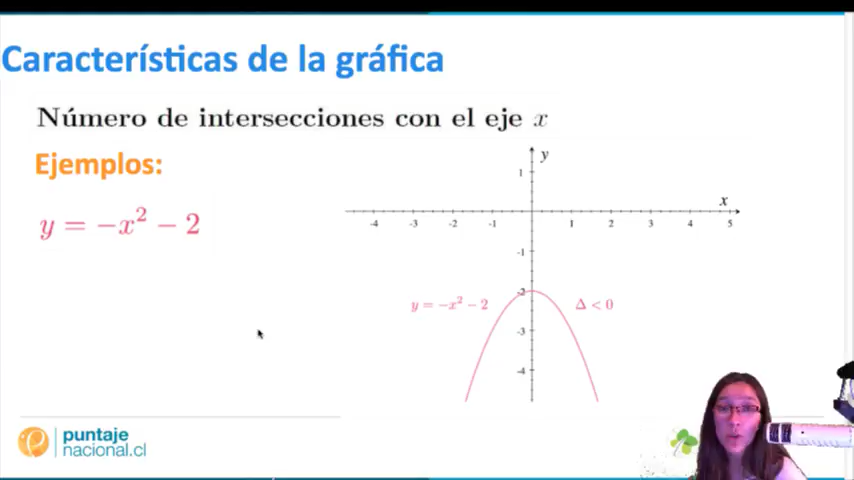 Características de la gráfica
Número de intersecciones con el eje x
Ejemplos:
y = −x² − 2
y
1
x
-4 -3 -2 -1 1 2 3 4 5
-1
-2
y = −x² − 2 Δ < 0
-3
-4
puntaje
nacional.cl